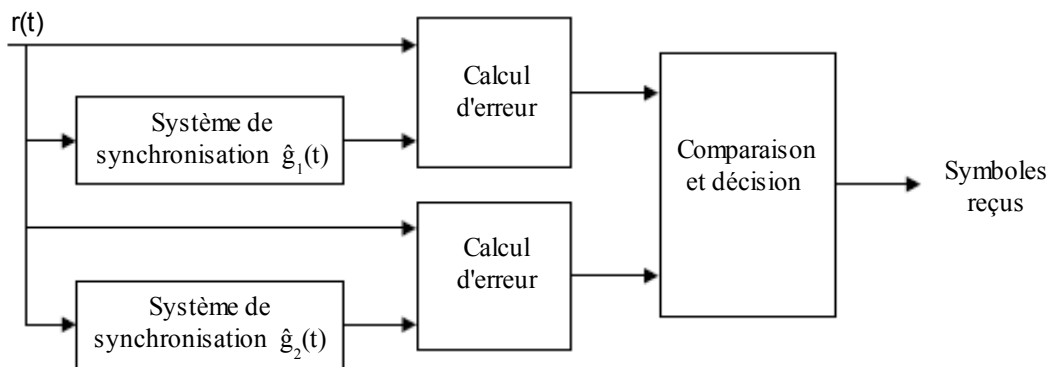 r(t)
Calcul
d'erreur
Système de
synchronisation ĝ₁(t)
Comparaison
et décision
Symboles
reçus
Calcul
d'erreur
Système de
synchronisation ĝ₂(t)